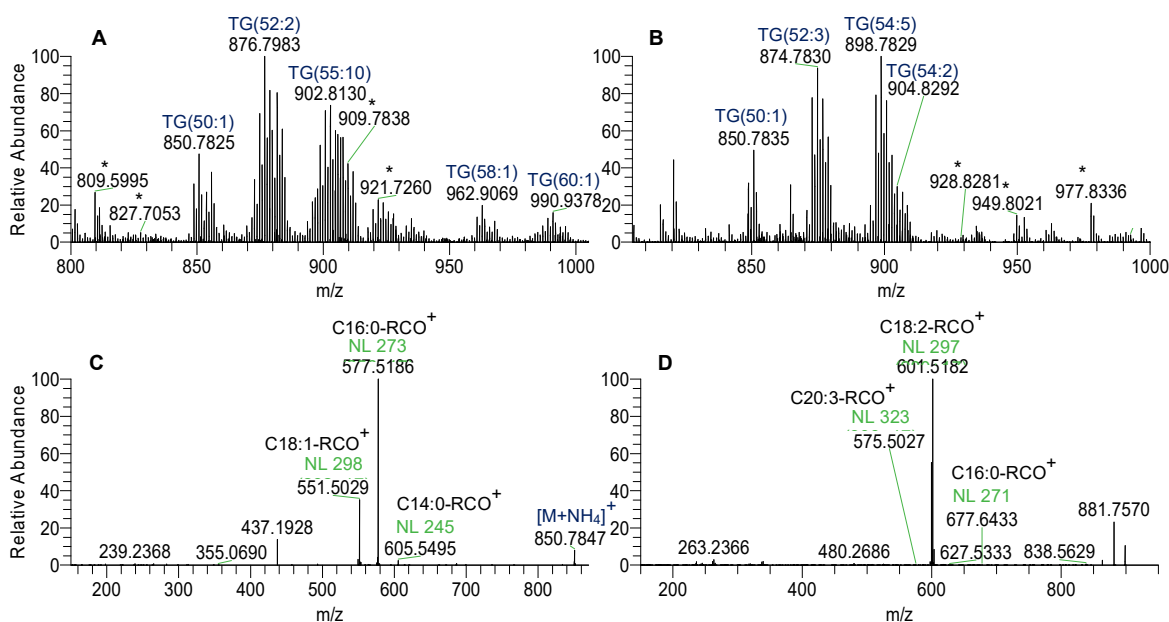 A
TG(52:2)
876.7983
TG(55:10)
902.8130
*
909.7838
TG(50:1)
850.7825
*
809.5995
*
827.7053
*
921.7260
TG(58:1)
962.9069
TG(60:1)
990.9378
Relative Abundance
100
80
60
40
20
0
800
850
900
950
1000
m/z
B
TG(54:5)
898.7829
TG(52:3)
874.7830
TG(54:2)
904.8292
TG(50:1)
850.7835
*
928.8281
*
949.8021
*
977.8336
100
80
60
40
20
0
850
900
950
1000
m/z
C
C16:0-RCO+
NL 273
577.5186
C18:1-RCO+
NL 298
551.5029
C14:0-RCO+
NL 245
605.5495
[M+NH4]+
850.7847
437.1928
239.2368
355.0690
Relative Abundance
100
80
60
40
20
0
200
300
400
500
600
700
800
m/z
D
C18:2-RCO+
NL 297
601.5182
C20:3-RCO+
NL 323
575.5027
C16:0-RCO+
NL 271
677.6433
881.7570
263.2366
480.2686
627.5333
838.5629
100
80
60
40
20
0
200
400
600
800
m/z